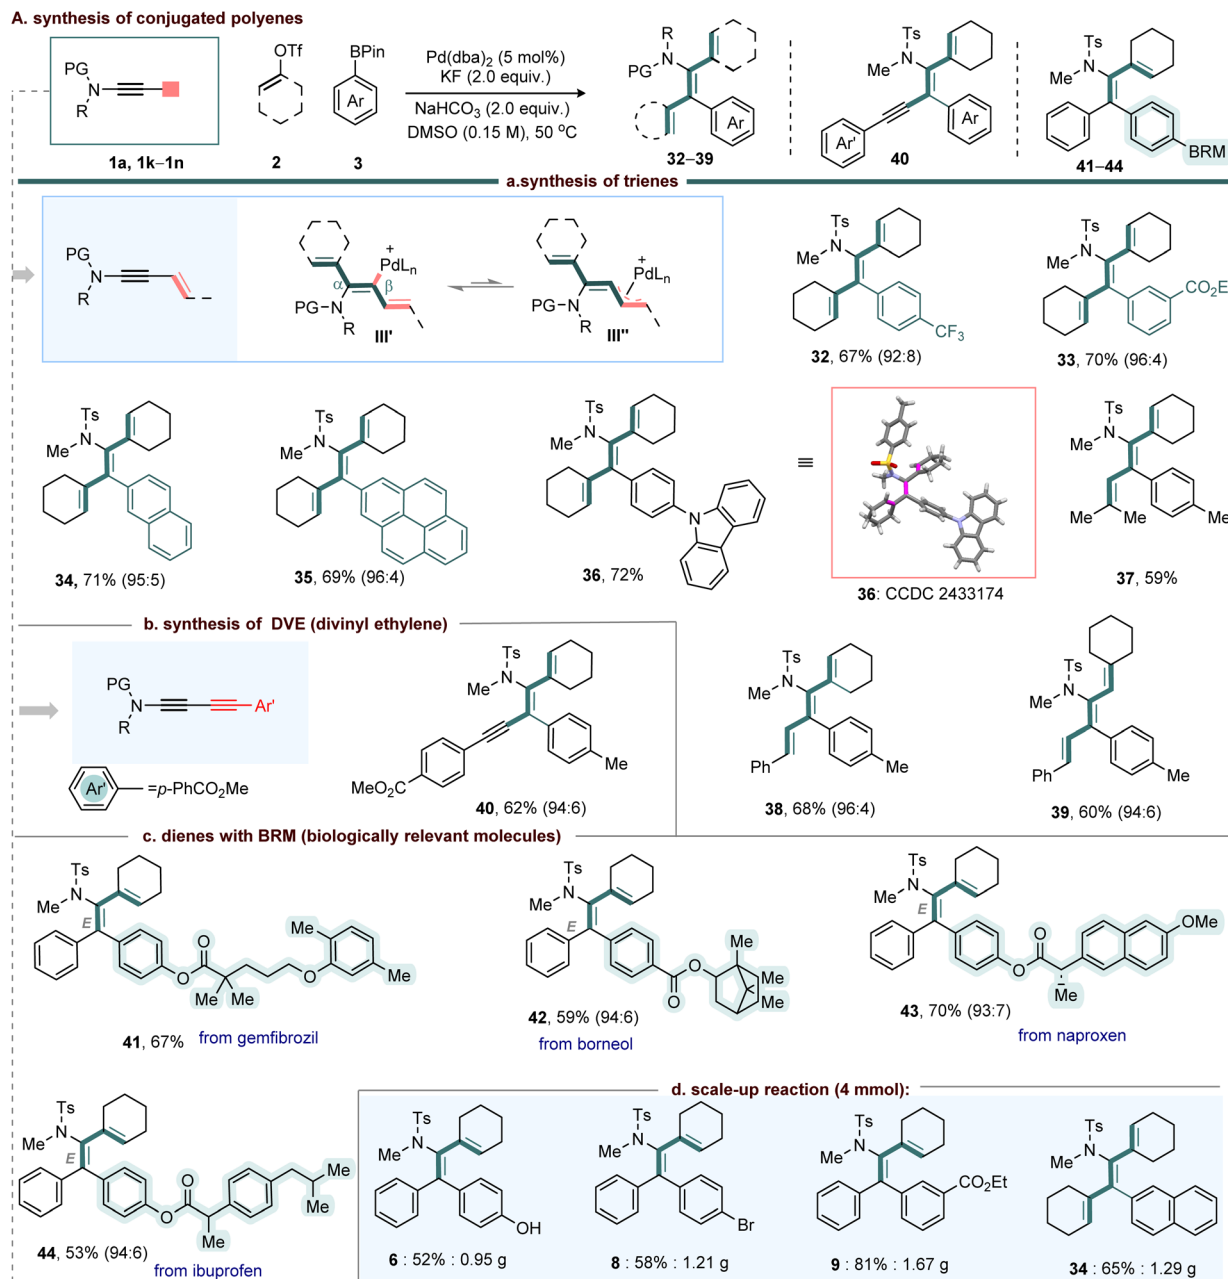 A. synthesis of conjugated polyenes
PG
N
R
1a, 1k–1n
OTf
2
BPin
Ar
3
Pd(dba)2 (5 mol%)
KF (2.0 equiv.)
NaHCO3 (2.0 equiv.)
DMSO (0.15 M), 50 °C
R
N
PG
Ar
32–39
Ts
N
Me
Ar'
Ar
40
Ts
N
Me
BRM
41–44
a.synthesis of trienes
PG
N
R
+
PdLn
α
β
PG
N
R
III'
+
PdLn
PG
N
R
III''
Ts
N
Me
CF3
32, 67% (92:8)
Ts
N
Me
CO2E
33, 70% (96:4)
Ts
N
Me
34, 71% (95:5)
Ts
N
Me
35, 69% (96:4)
Ts
N
Me
N
36, 72%
≡
36: CCDC 2433174
Ts
N
Me
Me
Me
Me
37, 59%
b. synthesis of DVE (divinyl ethylene)
PG
N
R
Ar'
Ar' =p-PhCO2Me
Ts
N
Me
Me
MeO2C
40, 62% (94:6)
Ts
N
Me
Ph
Me
38, 68% (96:4)
Ts
N
Me
Ph
Me
39, 60% (94:6)
c. dienes with BRM (biologically relevant molecules)
Ts
N
Me
E
O
O
Me
Me
O
Me
Me
41, 67%
from gemfibrozil
Ts
N
Me
E
O
O
Me
Me
Me
42, 59% (94:6)
from borneol
Ts
N
Me
E
O
O
Me
OMe
43, 70% (93:7)
from naproxen
Ts
N
Me
E
O
O
Me
Me
Me
44, 53% (94:6)
from ibuprofen
d. scale-up reaction (4 mmol):
Ts
N
Me
OH
6 : 52% : 0.95 g
Ts
N
Me
Br
8 : 58% : 1.21 g
Ts
N
Me
CO2Et
9 : 81% : 1.67 g
Ts
N
Me
34 : 65% : 1.29 g